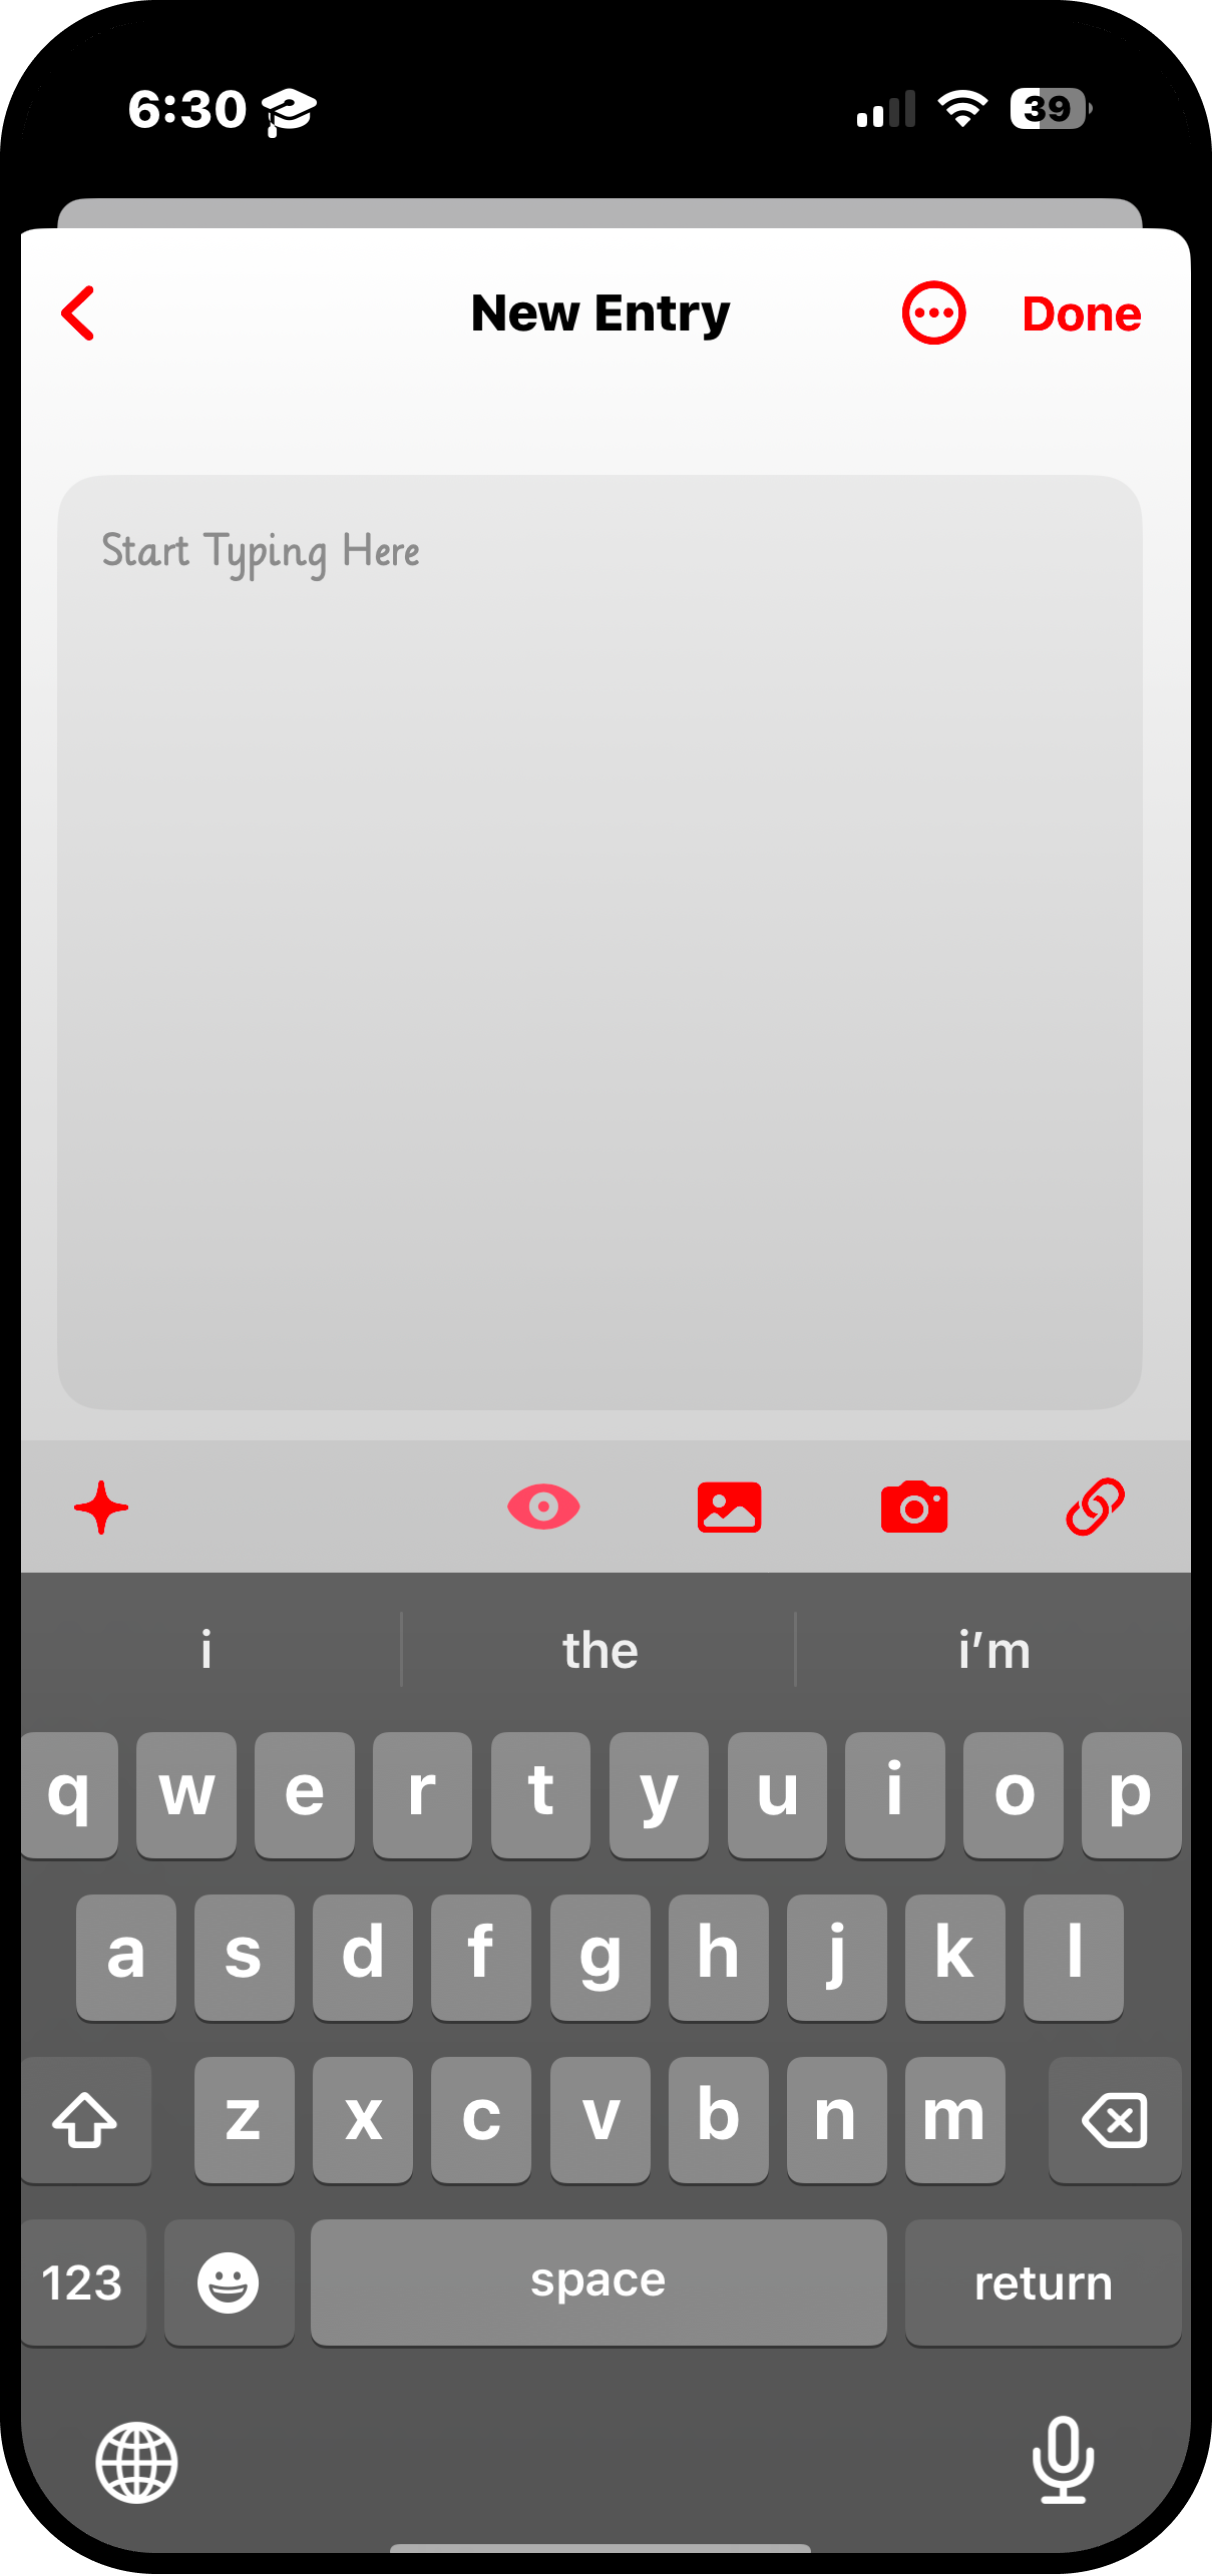 6:30 39
New Entry Done
Start Typing Here
i the i'm
q w e r t y u i o p
a s d f g h j k l
z x c v b n m
123 space return